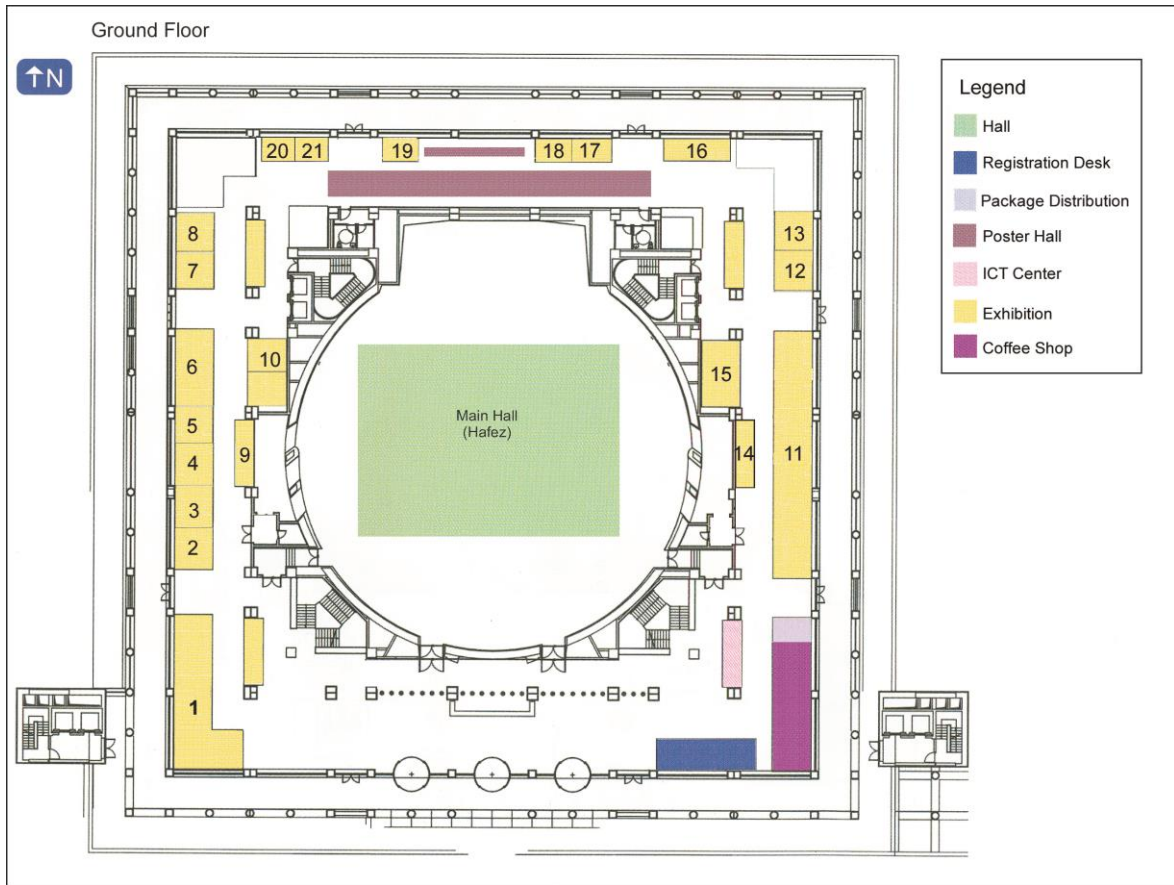 Ground Floor
N
Legend
Hall
Registration Desk
Package Distribution
Poster Hall
ICT Center
Exhibition
Coffee Shop
20 21 19 18 17 16
8
7
13
12
6
10
15
Main Hall
(Hafez)
5
4
9
14
11
3
2
1